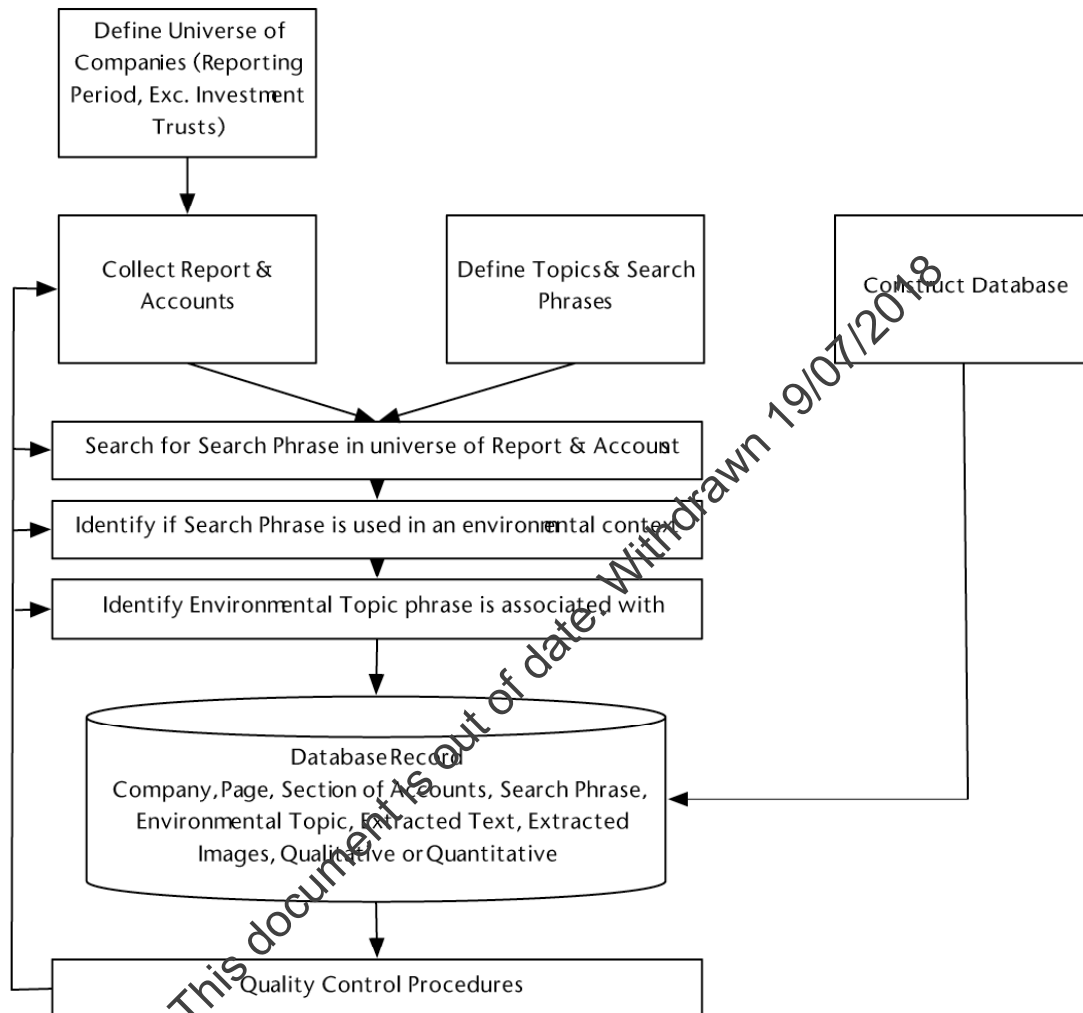 Define Universe of
Companies (Reporting
Period, Exc. Investment
Trusts)
Collect Report &
Accounts
Define Topics & Search
Phrases
Construct Database
Search for Search Phrase in universe of Report & Account
Identify if Search Phrase is used in an environmental context
Identify Environmental Topic phrase is associated with
Database Record
Company, Page, Section of Accounts, Search Phrase,
Environmental Topic, Extracted Text, Extracted
Images, Qualitative or Quantitative
Quality Control Procedures
This document is out of date. Withdrawn 19/07/2018